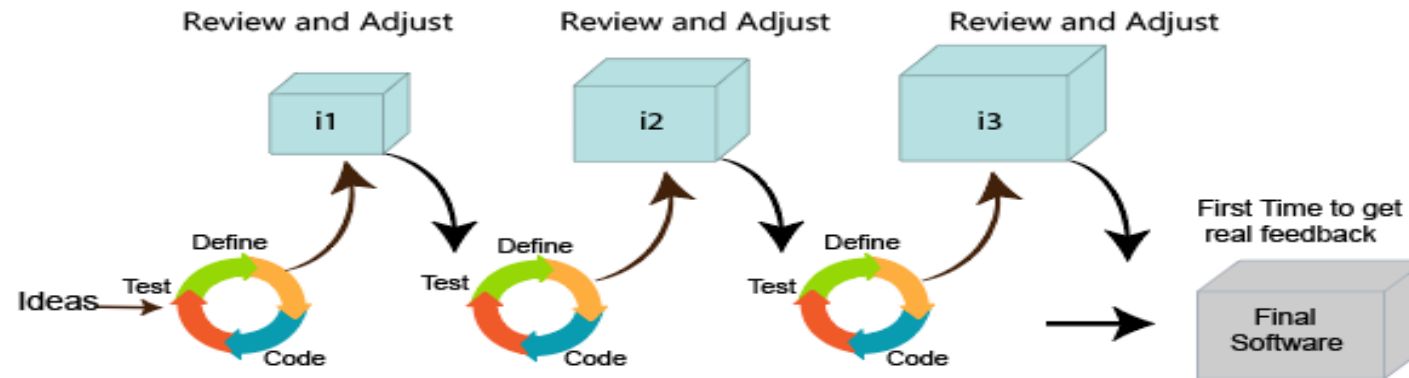 Review and Adjust
Review and Adjust
Review and Adjust
i1
i2
i3
First Time to get
real feedback
Define
Define
Define
Test
Test
Test
Ideas
Code
Code
Code
Final
Software